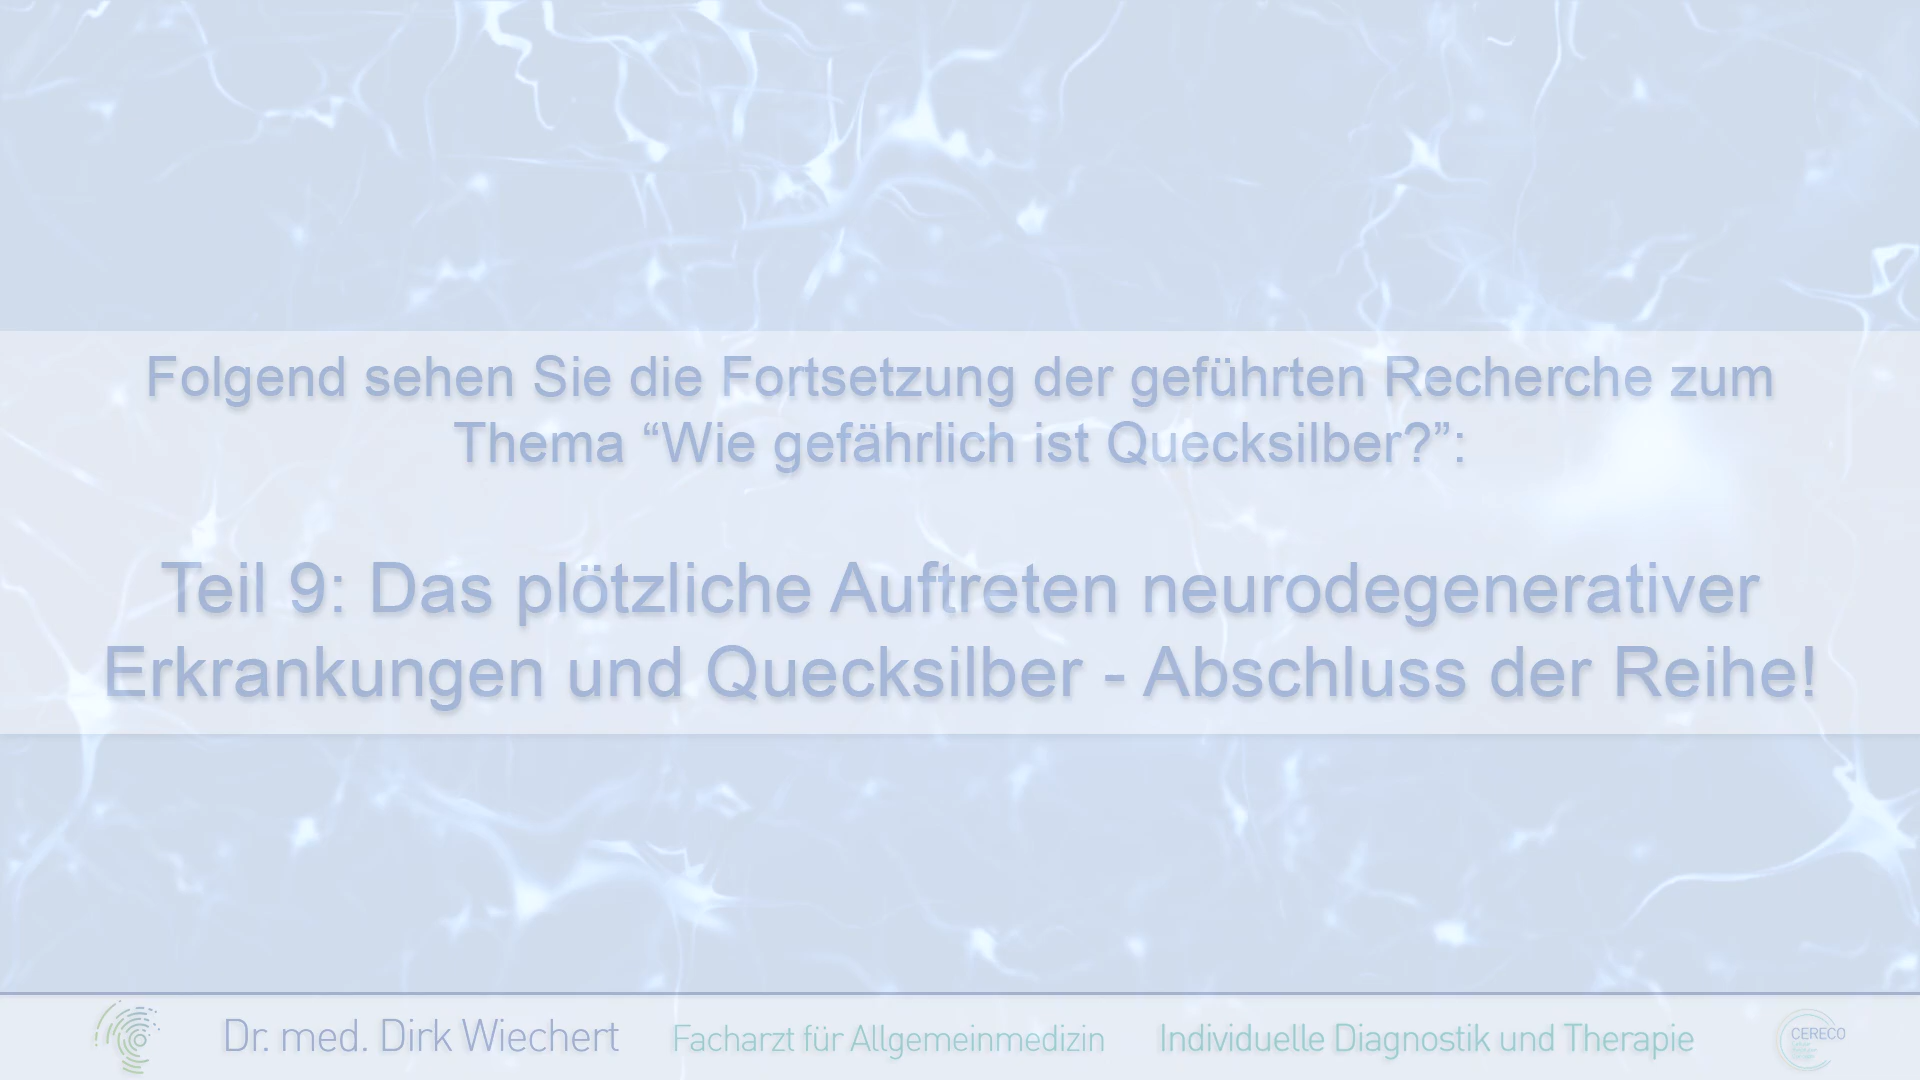 Folgend sehen Sie die Fortsetzung der geführten Recherche zum
Thema “Wie gefährlich ist Quecksilber?”:
Teil 9: Das plötzliche Auftreten neurodegenerativer
Erkrankungen und Quecksilber - Abschluss der Reihe!
Dr. med. Dirk Wiechert Facharzt für Allgemeinmedizin Individuelle Diagnostik und Therapie
CERECO